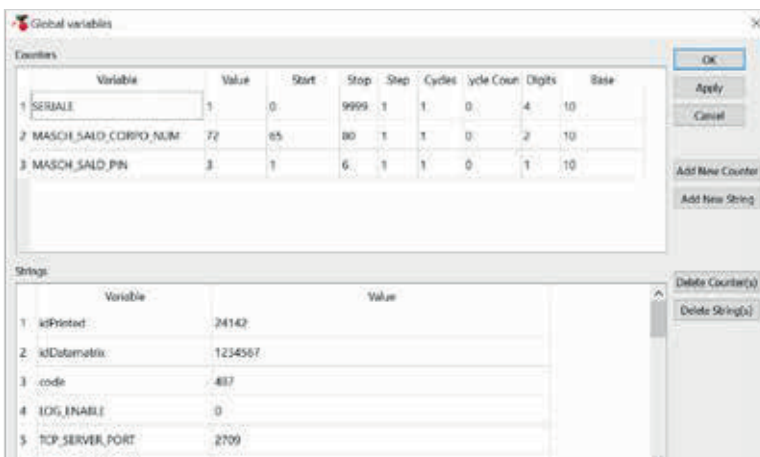 Global variables
Counters
Variable Value Start Stop Step Cycles ycle Coun Digits Base
1 SERIALE 1 0 9999 1 1 0 4 10
2 MASCH_SALD_CORPO_NUM 72 65 80 1 1 0 2 10
3 MASCH_SALD_PIN 3 1 6 1 1 0 1 10
OK
Apply
Cancel
Add New Counter
Add New String
Strings
Variable Value
1 idPrinted 24142
2 idDatamatrix 1234567
3 code 487
4 LOG_ENABLE 0
5 TCP_SERVER_PORT 2709
Delete Counter(s)
Delete String(s)